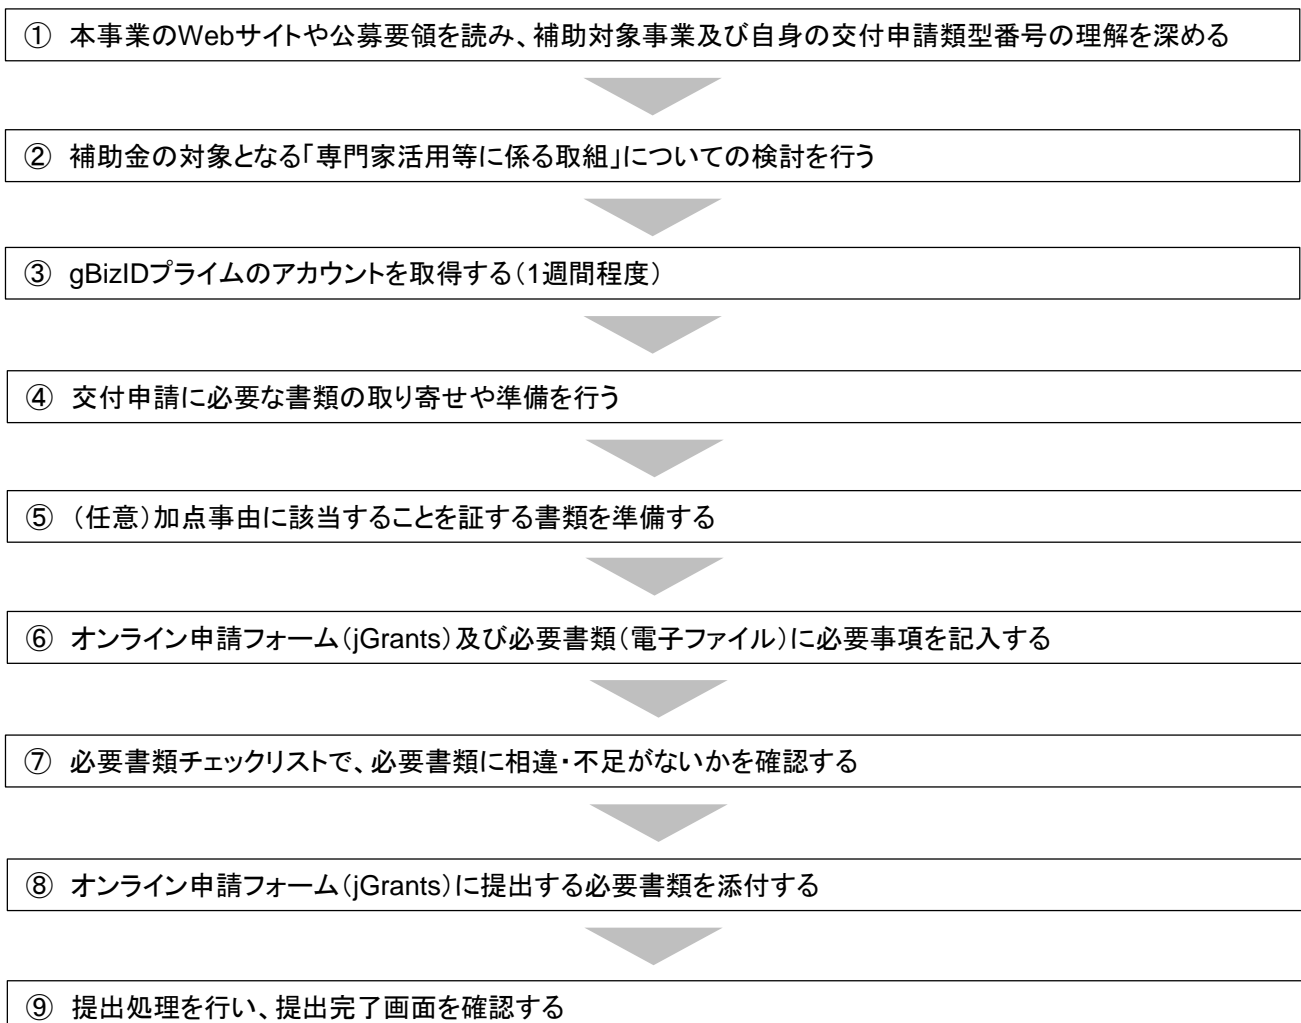 ① 本事業のWebサイトや公募要領を読み、補助対象事業及び自身の交付申請類型番号の理解を深める
② 補助金の対象となる「専門家活用等に係る取組」についての検討を行う
③ gBizIDプライムのアカウントを取得する（1週間程度）
④ 交付申請に必要な書類の取り寄せや準備を行う
⑤ （任意）加点事由に該当することを証する書類を準備する
⑥ オンライン申請フォーム（jGrants）及び必要書類（電子ファイル）に必要事項を記入する
⑦ 必要書類チェックリストで、必要書類に相違・不足がないかを確認する
⑧ オンライン申請フォーム（jGrants）に提出する必要書類を添付する
⑨ 提出処理を行い、提出完了画面を確認する